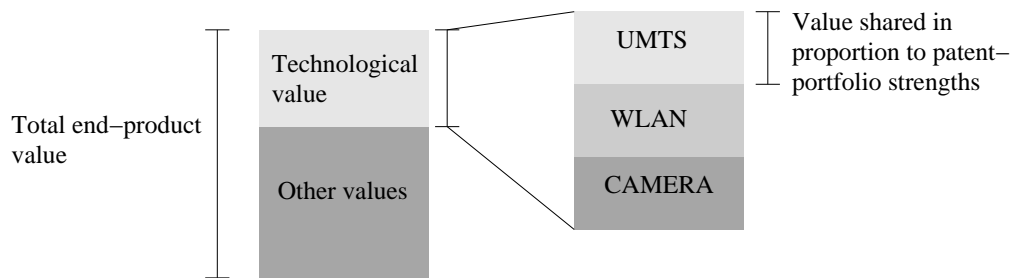 Total end−product
value
Technological
value
Other values
UMTS
WLAN
CAMERA
Value shared in
proportion to patent−
portfolio strengths